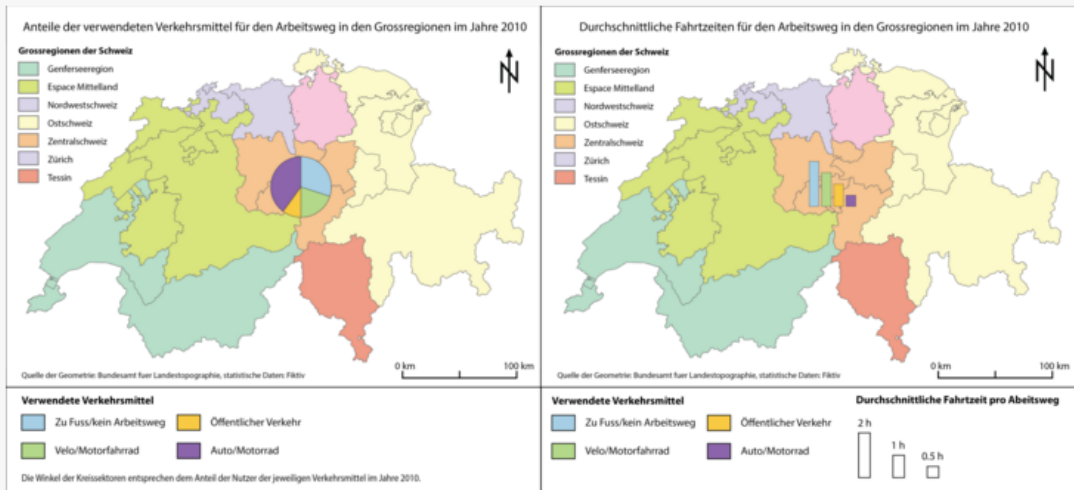 Anteile der verwendeten Verkehrsmittel für den Arbeitsweg in den Grossregionen im Jahre 2010
Grossregionen der Schweiz
Genferseeregion
Espace Mittelland
Nordwestschweiz
Ostschweiz
Zentralschweiz
Zürich
Tessin
N
0 km 100 km
Quelle der Geometrie: Bundesamt fuer Landestopographie, statistische Daten: Fiktiv
Verwendete Verkehrsmittel
Zu Fuss/kein Arbeitsweg Öffentlicher Verkehr
Velo/Motorfahrrad Auto/Motorrad
Die Winkel der Kreissektoren entsprechen dem Anteil der Nutzer der jeweiligen Verkehrsmittel im Jahre 2010.
Durchschnittliche Fahrtzeiten für den Arbeitsweg in den Grossregionen im Jahre 2010
Grossregionen der Schweiz
Genferseeregion
Espace Mittelland
Nordwestschweiz
Ostschweiz
Zentralschweiz
Zürich
Tessin
N
0 km 100 km
Quelle der Geometrie: Bundesamt fuer Landestopographie, statistische Daten: Fiktiv
Verwendete Verkehrsmittel
Zu Fuss/kein Arbeitsweg Öffentlicher Verkehr
Velo/Motorfahrrad Auto/Motorrad
Durchschnittliche Fahrtzeit pro Abeitsweg
2 h
1 h
0.5 h